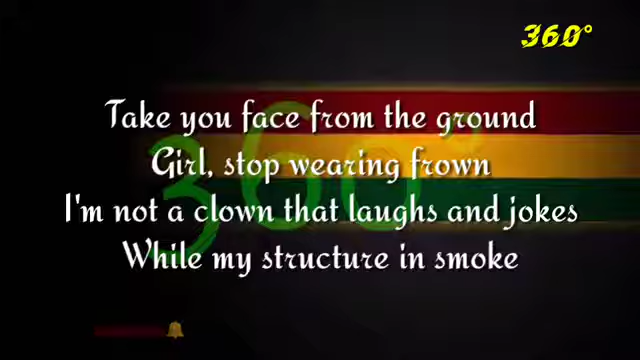 360°
Take you face from the ground
Girl, stop wearing frown
I'm not a clown that laughs and jokes
While my structure in smoke
360°